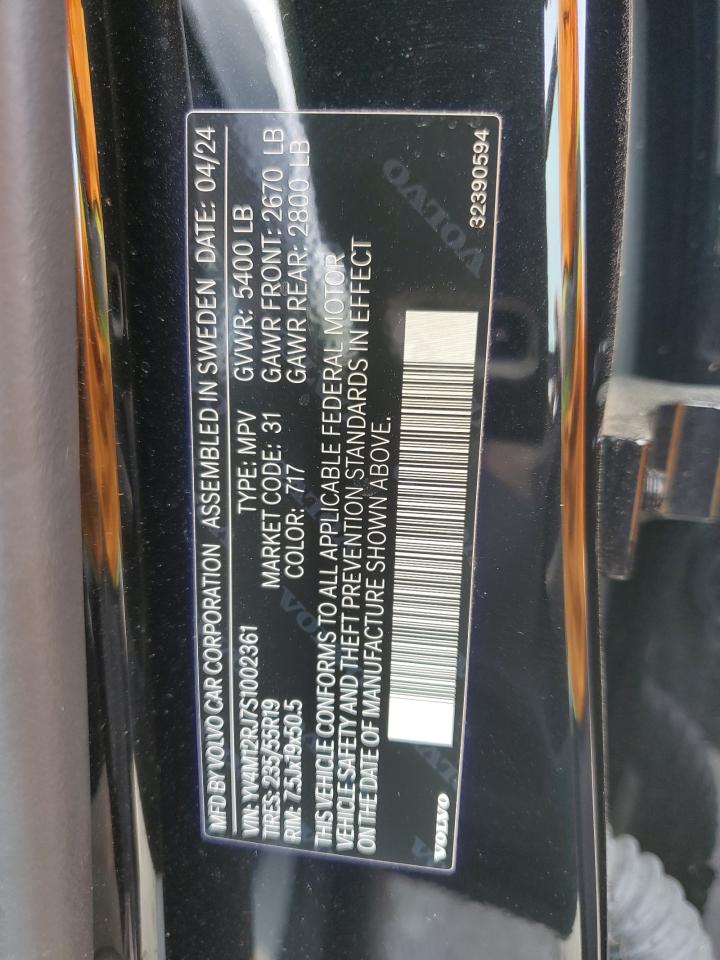 MFD BY VOLVO CAR CORPORATION ASSEMBLED IN SWEDEN DATE: 04/24
VIN: YV4M12RJ7S1002361 TYPE: MPV GVWR: 5400 LB
TIRES: 235/55R19 MARKET CODE: 31 GAWR FRONT: 2670 LB
RIM: 7.5Jx19x50.5 COLOR: 717 GAWR REAR: 2800 LB
THIS VEHICLE CONFORMS TO ALL APPLICABLE FEDERAL MOTOR
VEHICLE SAFETY AND THEFT PREVENTION STANDARDS IN EFFECT
ON THE DATE OF MANUFACTURE SHOWN ABOVE.
VOLVO 32390594